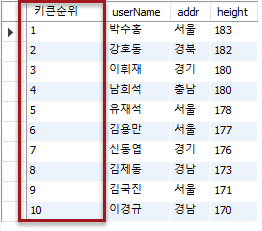 키큰순위 userName addr height
1 박수홍 서울 183
2 강호동 경북 182
3 이휘재 경기 180
4 남희석 충남 180
5 유재석 서울 178
6 김용만 서울 177
7 신동엽 경기 176
8 김제동 경남 173
9 김국진 서울 171
10 이경규 경남 170